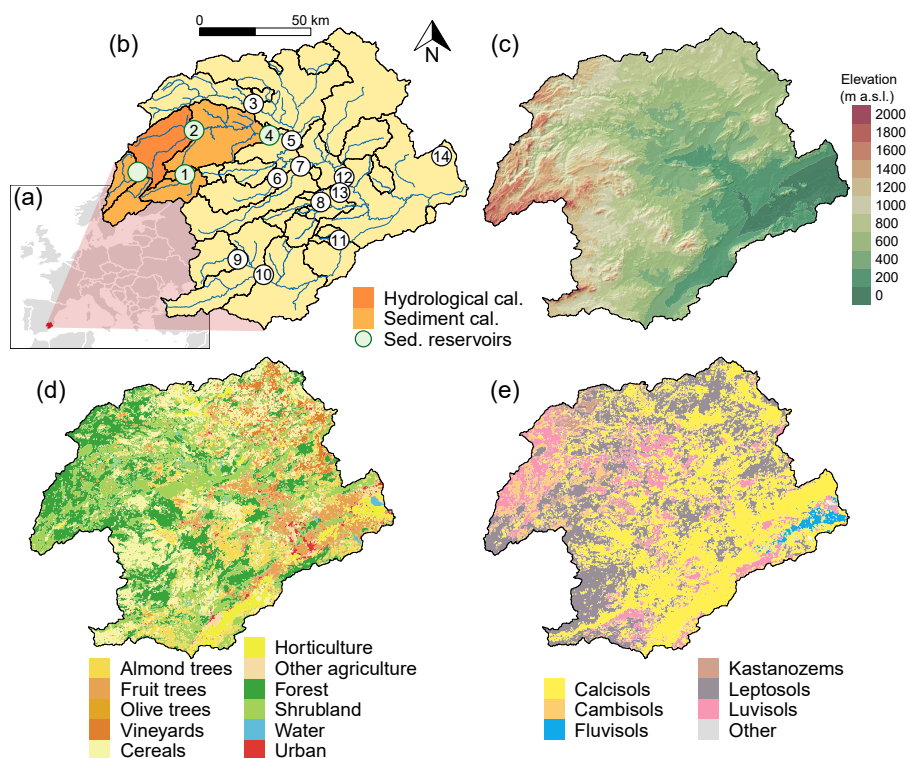 0 50 km
(b)
N
(c)
Elevation
(m a.s.l.)
2000
1800
1600
1400
1200
1000
800
600
400
200
0
3
2
4
5
14
1
7
6
12
13
8
11
9
10
(a)
Hydrological cal.
Sediment cal.
Sed. reservoirs
(d)
(e)
Almond trees
Fruit trees
Olive trees
Vineyards
Cereals
Horticulture
Other agriculture
Forest
Shrubland
Water
Urban
Calcisols
Cambisols
Fluvisols
Kastanozems
Leptosols
Luvisols
Other